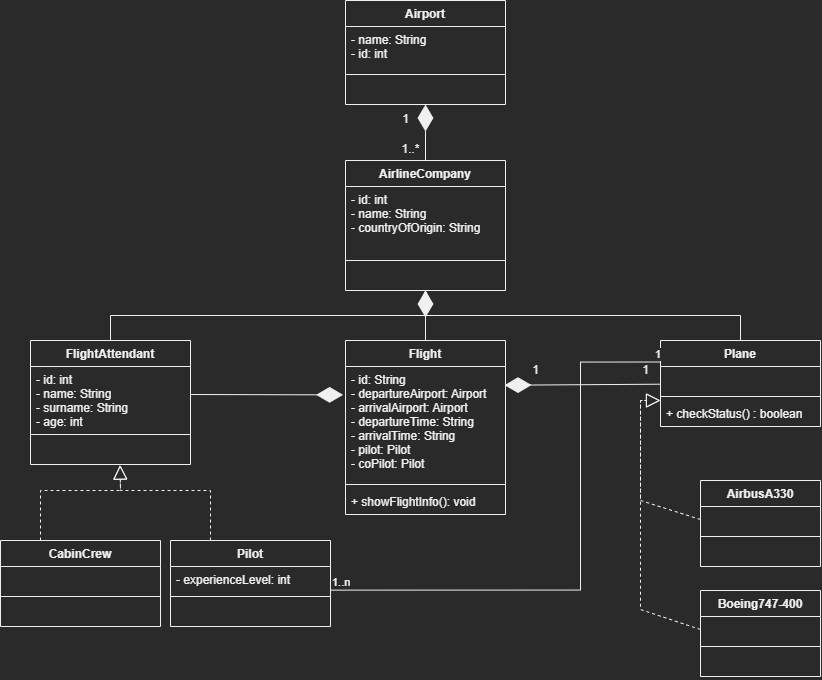 Airport
- name: String
- id: int
1
1..*
AirlineCompany
- id: int
- name: String
- countryOfOrigin: String
FlightAttendant
- id: int
- name: String
- surname: String
- age: int
Flight
- id: String
- departureAirport: Airport
- arrivalAirport: Airport
- departureTime: String
- arrivalTime: String
- pilot: Pilot
- coPilot: Pilot
+ showFlightInfo(): void
1
1
1
Plane
+ checkStatus() : boolean
CabinCrew
Pilot
- experienceLevel: int
1..n
AirbusA330
Boeing747-400